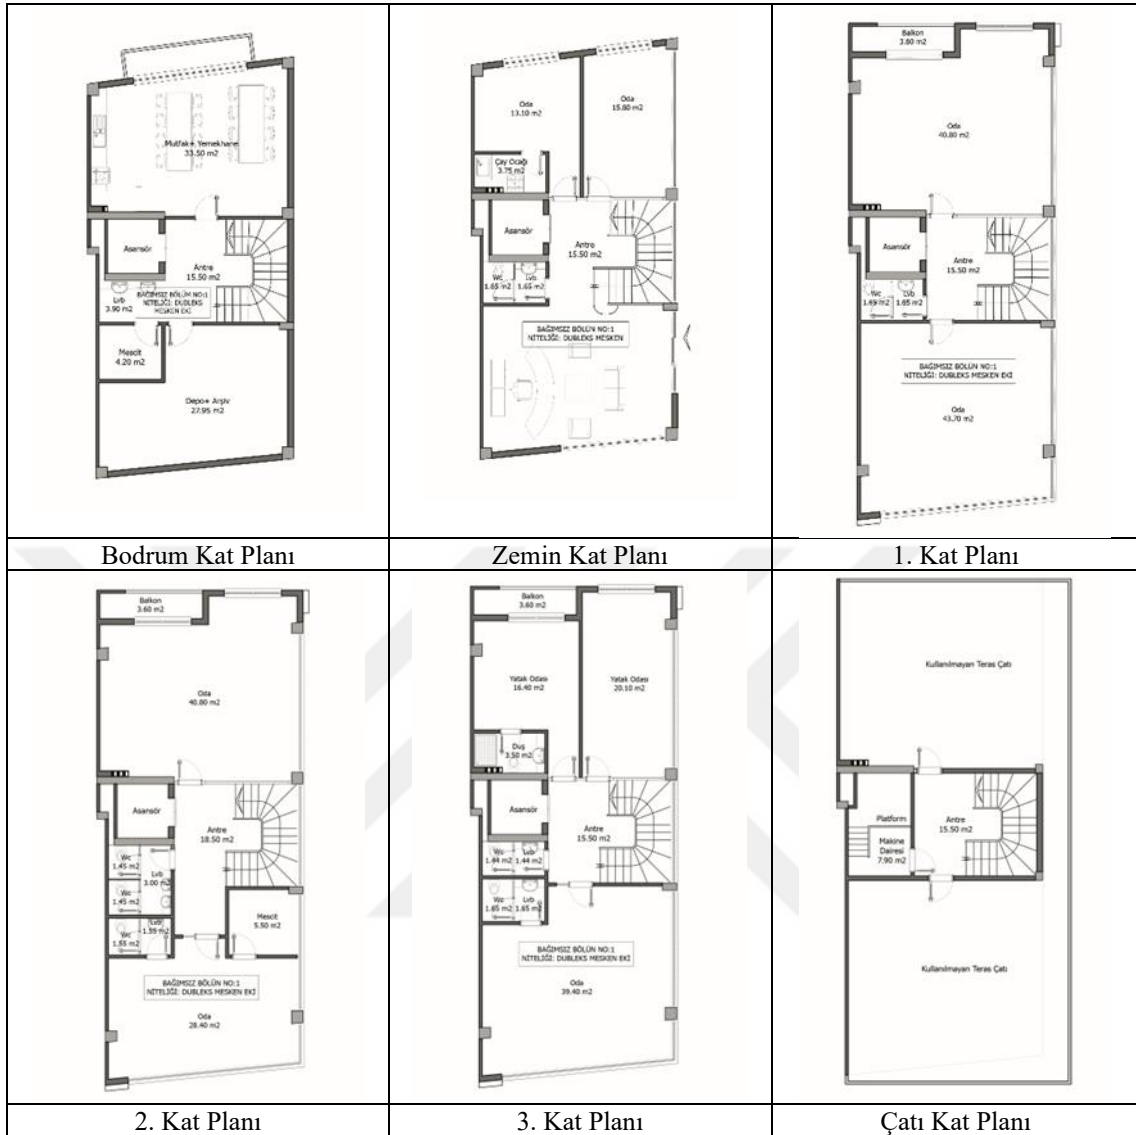 Mutfak+ Yemekhane
33.50 m2
Asansör
Antre
15.50 m2
Lvb
3.90 m2
BAĞIMSIZ BÖLÜM NO:1
NİTELİĞİ: DUBLEKS
MESKEN EKİ
Mescit
4.20 m2
Depo+ Arşiv
27.95 m2
Bodrum Kat Planı
Oda
13.10 m2
Oda
15.80 m2
Çay Ocağı
3.75 m2
Asansör
Antre
15.50 m2
Wc
1.65 m2
Lvb
1.65 m2
BAĞIMSIZ BÖLÜN NO:1
NİTELİĞİ: DUBLEKS MESKEN
Zemin Kat Planı
Balkon
3.60 m2
Oda
40.80 m2
Asansör
Antre
15.50 m2
Wc
1.69 m2
Lvb
1.65 m2
BAĞIMSIZ BÖLÜN NO:1
NİTELİĞİ: DUBLEKS MESKEN EKİ
Oda
43.70 m2
1. Kat Planı
Balkon
3.60 m2
Oda
40.80 m2
Asansör
Antre
18.50 m2
Wc
1.45 m2
Lvb
3.00 m2
Wc
1.45 m2
Wc
1.55 m2
Lvb
1.55 m2
Mescit
5.50 m2
BAĞIMSIZ BÖLÜN NO:1
NİTELİĞİ: DUBLEKS MESKEN EKİ
Oda
28.40 m2
2. Kat Planı
Balkon
3.60 m2
Yatak Odası
16.40 m2
Yatak Odası
20.10 m2
Duş
3.50 m2
Asansör
Antre
15.50 m2
Wc
1.44 m2
Lvb
1.44 m2
Wc
1.65 m2
Lvb
1.65 m2
BAĞIMSIZ BÖLÜN NO:1
NİTELİĞİ: DUBLEKS MESKEN EKİ
Oda
39.40 m2
3. Kat Planı
Kullanılmayan Teras Çatı
Platform
Antre
15.50 m2
Makine
Dairesi
7.90 m2
Kullanılmayan Teras Çatı
Çatı Kat Planı